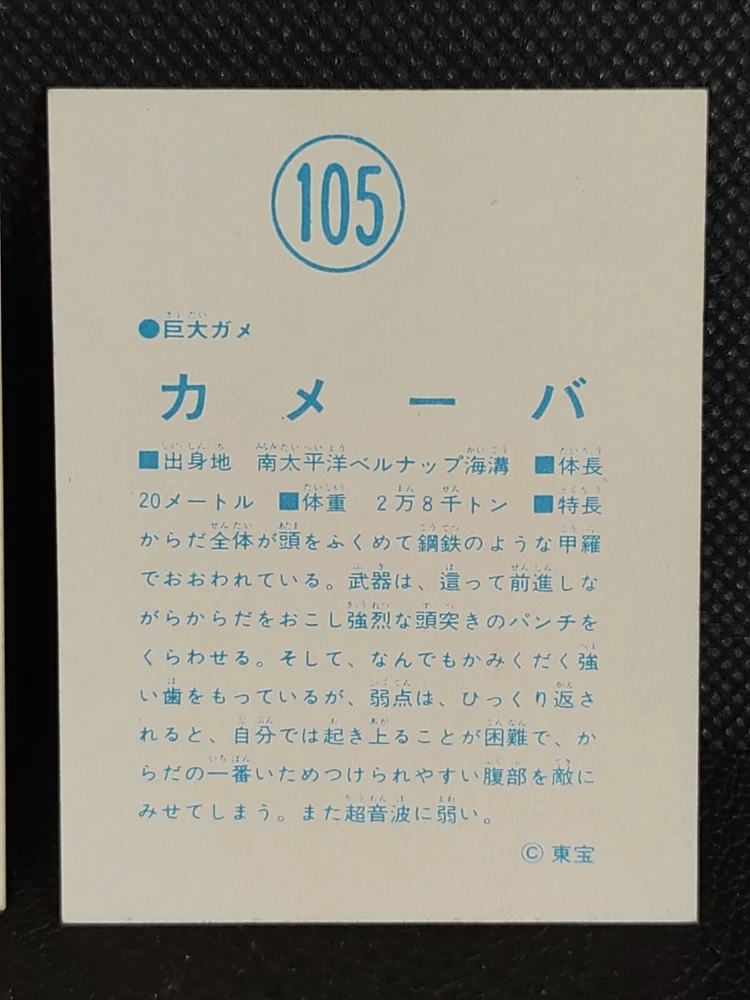 105
●巨大ガメ
カメーバ
■出身地　南太平洋ベルナップ海溝　■体長
20メートル　■体重　2万8千トン　■特長
からだ全体が頭をふくめて鋼鉄のような甲羅
でおおわれている。武器は、這って前進しな
がらからだをおこし強烈な頭突きのパンチを
くらわせる。そして、なんでもかみくだく強
い歯をもっているが、弱点は、ひっくり返さ
れると、自分では起き上ることが困難で、か
らだの一番いためつけられやすい腹部を敵に
みせてしまう。また超音波に弱い。
© 東宝